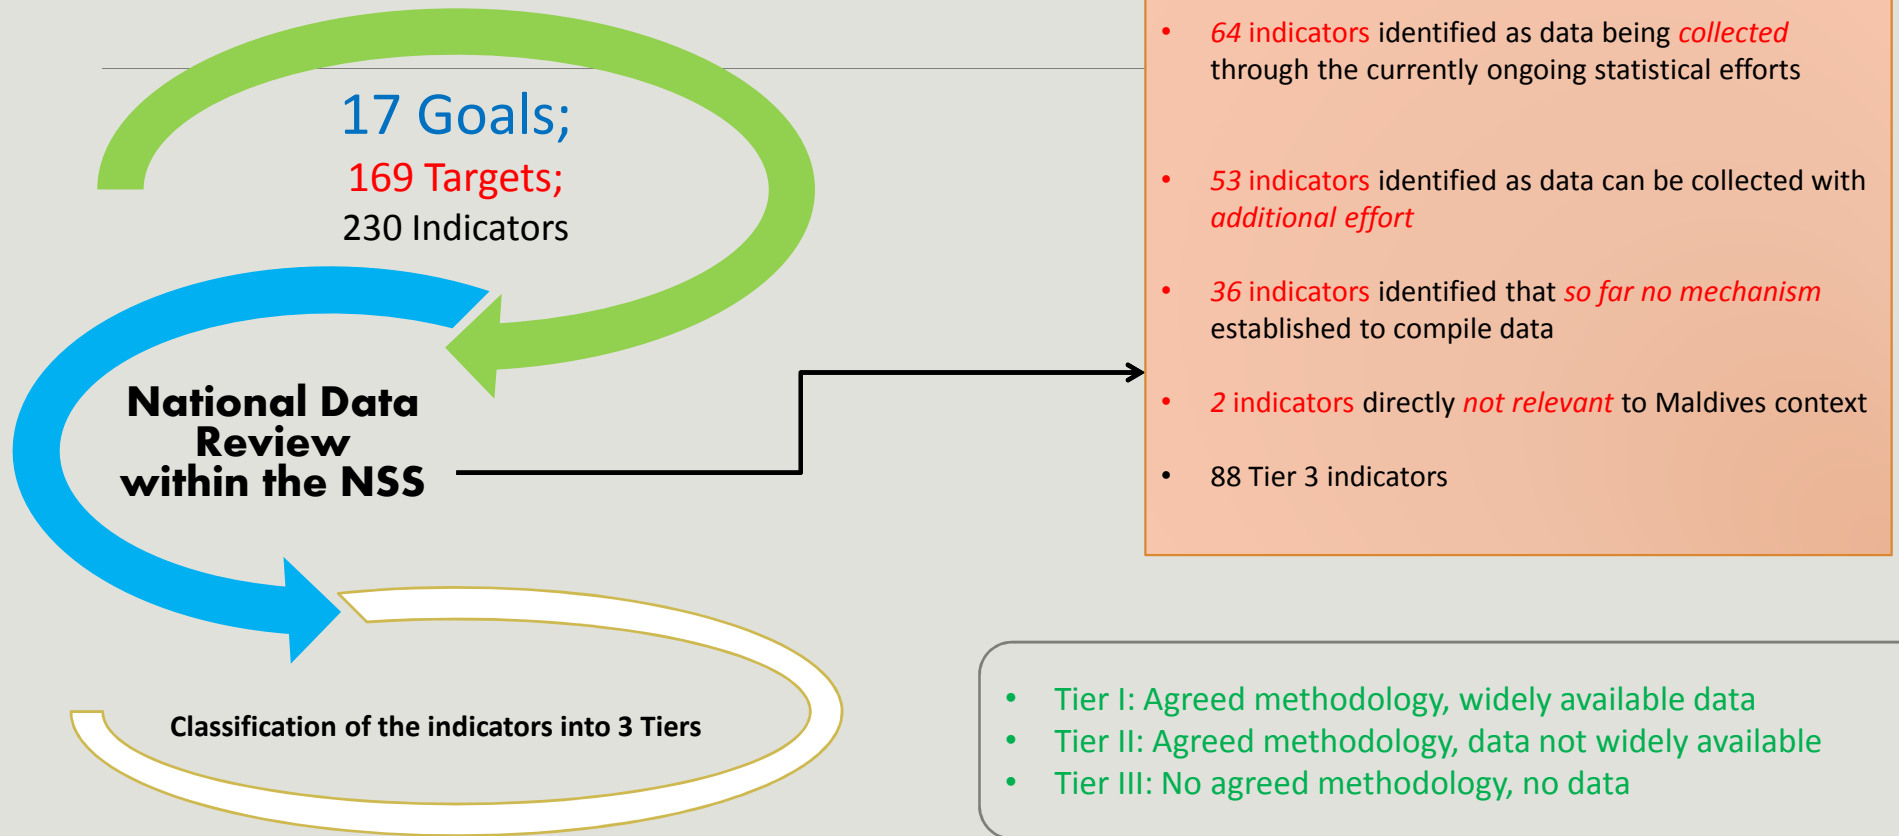 17 Goals;
169 Targets;
230 Indicators
National Data
Review
within the NSS
Classification of the indicators into 3 Tiers
• 64 indicators identified as data being collected
through the currently ongoing statistical efforts
• 53 indicators identified as data can be collected with
additional effort
• 36 indicators identified that so far no mechanism
established to compile data
• 2 indicators directly not relevant to Maldives context
• 88 Tier 3 indicators
• Tier I: Agreed methodology, widely available data
• Tier II: Agreed methodology, data not widely available
• Tier III: No agreed methodology, no data